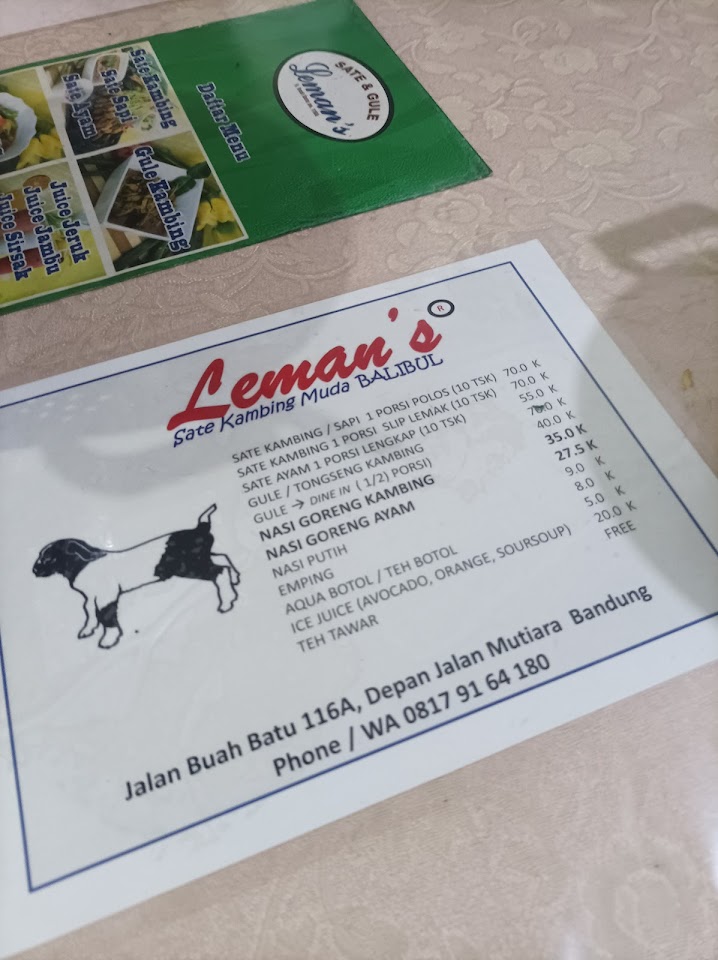 SATE & GULE
Leman's
Daftar Menu
Sate Kambing
Sate Sapi
Sate Ayam
Gule Kambing
Juice Jeruk
Juice Jambu
Juice Sirsak
Leman's
R
Sate Kambing Muda BALIBUL
SATE KAMBING / SAPI 1 PORSI POLOS (10 TSK) 70.0 K
SATE KAMBING 1 PORSI SLIP LEMAK (10 TSK) 70.0 K
SATE AYAM 1 PORSI LENGKAP (10 TSK) 55.0 K
GULE / TONGSENG KAMBING K
GULE → DINE IN (1/2) PORSI) 40.0 K
NASI GORENG KAMBING 35.0 K
NASI GORENG AYAM 27.5 K
NASI PUTIH 9.0 K
EMPING 8.0 K
AQUA BOTOL / TEH BOTOL 5.0 K
ICE JUICE (AVOCADO, ORANGE, SOURSOUP) 20.0 K
TEH TAWAR FREE
Jalan Buah Batu 116A, Depan Jalan Mutiara Bandung
Phone / WA 0817 91 64 180